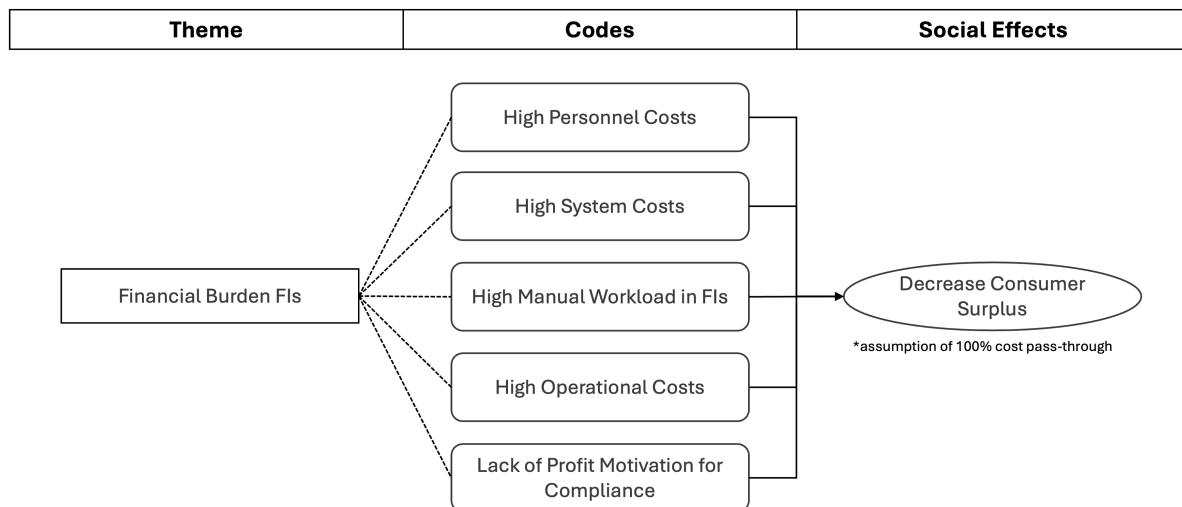 Theme
Codes
Social Effects
High Personnel Costs
High System Costs
Financial Burden FIs
High Manual Workload in FIs
Decrease Consumer
Surplus
*assumption of 100% cost pass-through
High Operational Costs
Lack of Profit Motivation for
Compliance